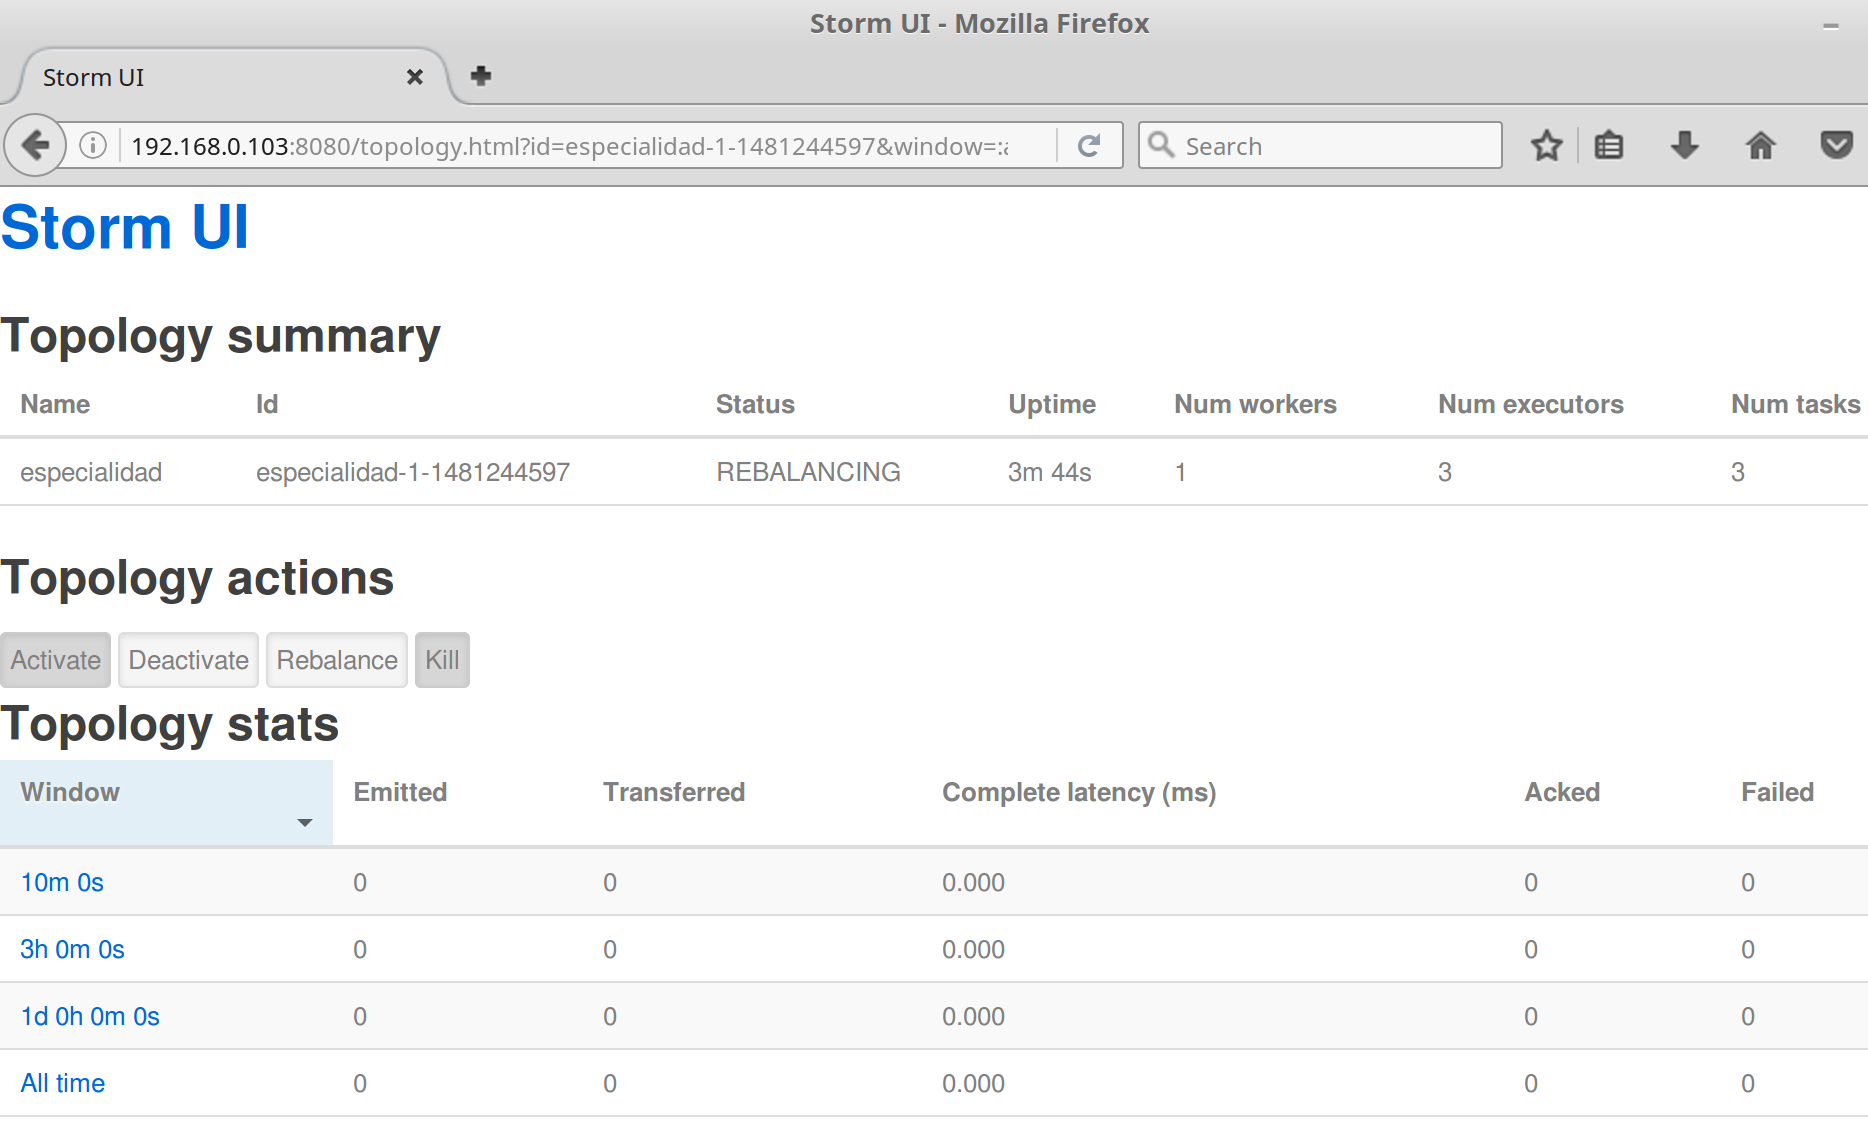 Storm UI - Mozilla Firefox
Storm UI
192.168.0.103:8080/topology.html?id=especialidad-1-1481244597&window=:a
Search
Storm UI
Topology summary
Name Id Status Uptime Num workers Num executors Num tasks
especialidad especialidad-1-1481244597 REBALANCING 3m 44s 1 3 3
Topology actions
Activate Deactivate Rebalance Kill
Topology stats
Window Emitted Transferred Complete latency (ms) Acked Failed
10m 0s 0 0 0.000 0 0
3h 0m 0s 0 0 0.000 0 0
1d 0h 0m 0s 0 0 0.000 0 0
All time 0 0 0.000 0 0